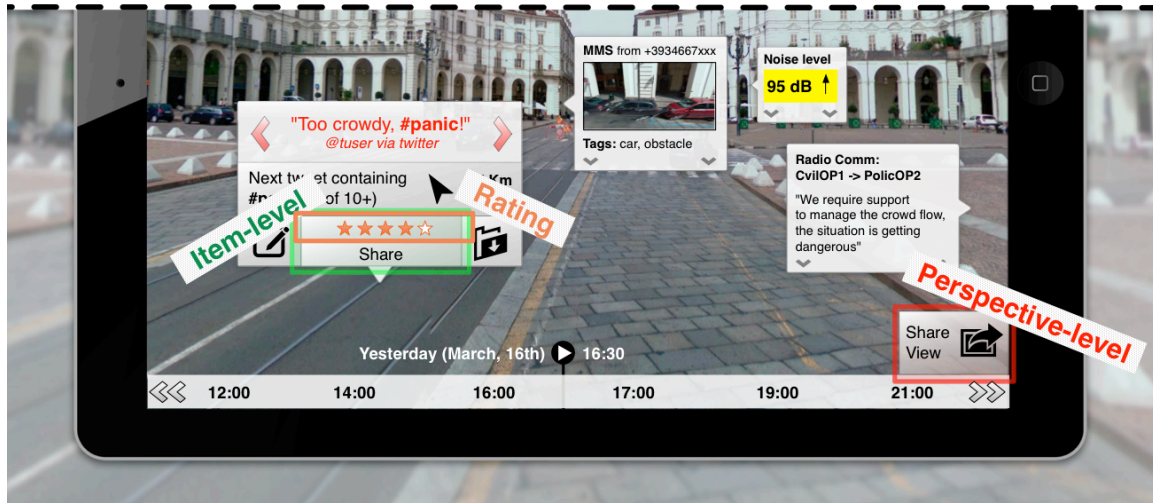 MMS from +3934667xxx
Tags: car, obstacle
Noise level
95 dB
"Too crowdy, #panic!"
@tuser via twitter
Next containing
of 10+)
Km
Item-level
Rating
Share
Radio Comm:
CvilOP1 -> PolicOP2
"We require support
to manage the crowd flow,
the situation is getting
dangerous"
Perspective-level
Share
View
Yesterday (March, 16th) 16:30
12:00 14:00 16:00 17:00 19:00 21:00